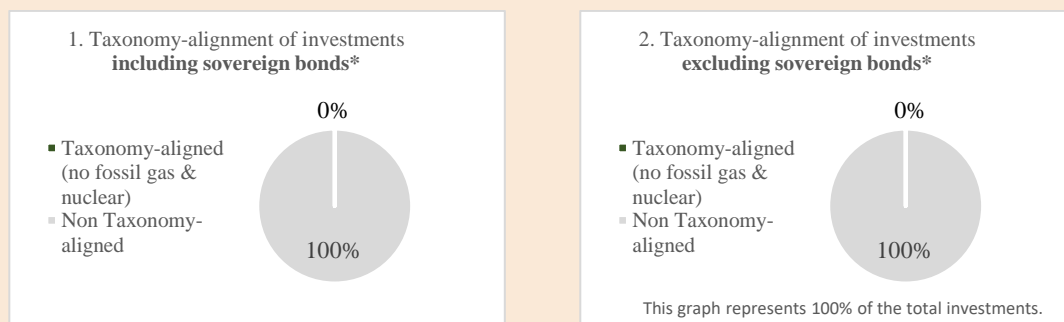 1. Taxonomy-alignment of investments
including sovereign bonds*
0%
Taxonomy-aligned
(no fossil gas &
nuclear)
Non Taxonomy-
aligned
100%
2. Taxonomy-alignment of investments
excluding sovereign bonds*
0%
Taxonomy-aligned
(no fossil gas &
nuclear)
Non Taxonomy-
aligned
100%
This graph represents 100% of the total investments.